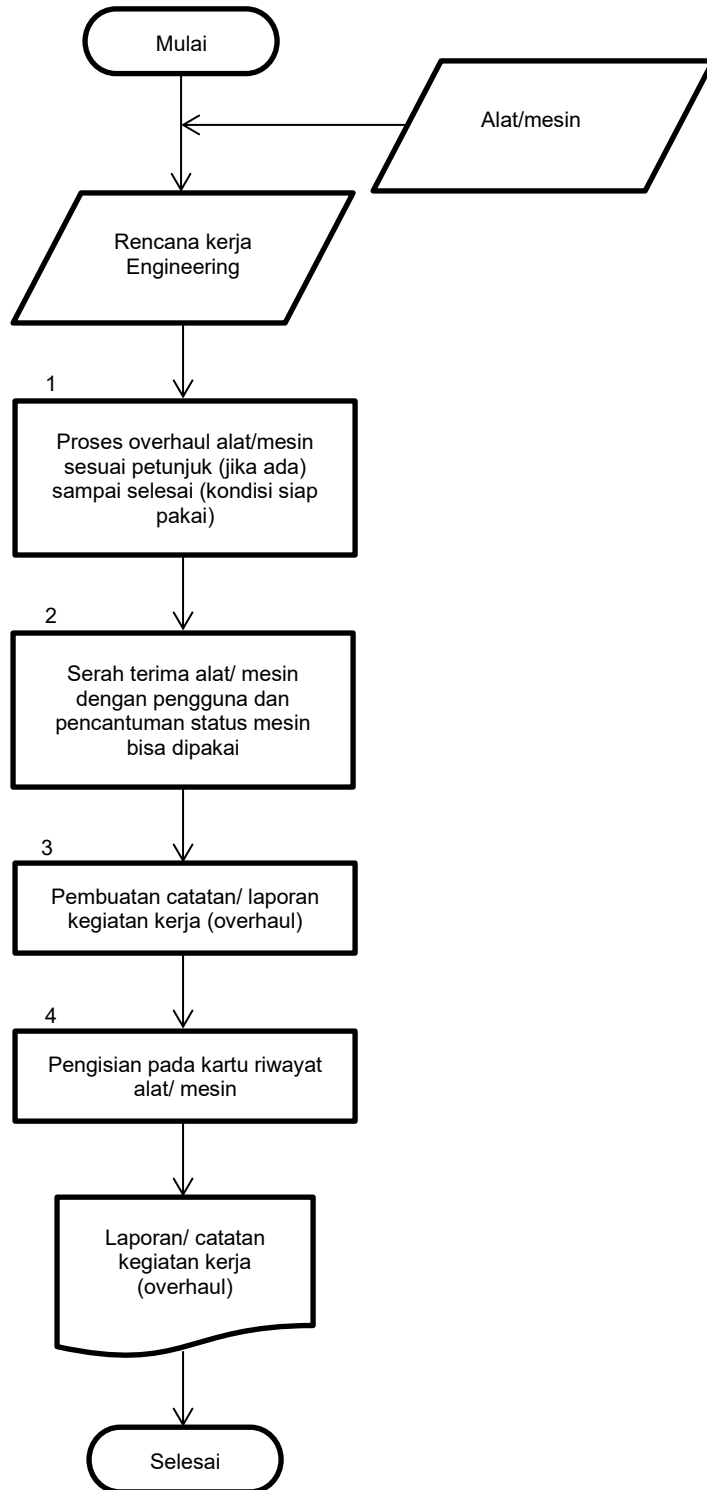 Mulai
Alat/mesin
Rencana kerja
Engineering
1
Proses overhaul alat/mesin
sesuai petunjuk (jika ada)
sampai selesai (kondisi siap
pakai)
2
Serah terima alat/ mesin
dengan pengguna dan
pencantuman status mesin
bisa dipakai
3
Pembuatan catatan/ laporan
kegiatan kerja (overhaul)
4
Pengisian pada kartu riwayat
alat/ mesin
Laporan/ catatan
kegiatan kerja
(overhaul)
Selesai